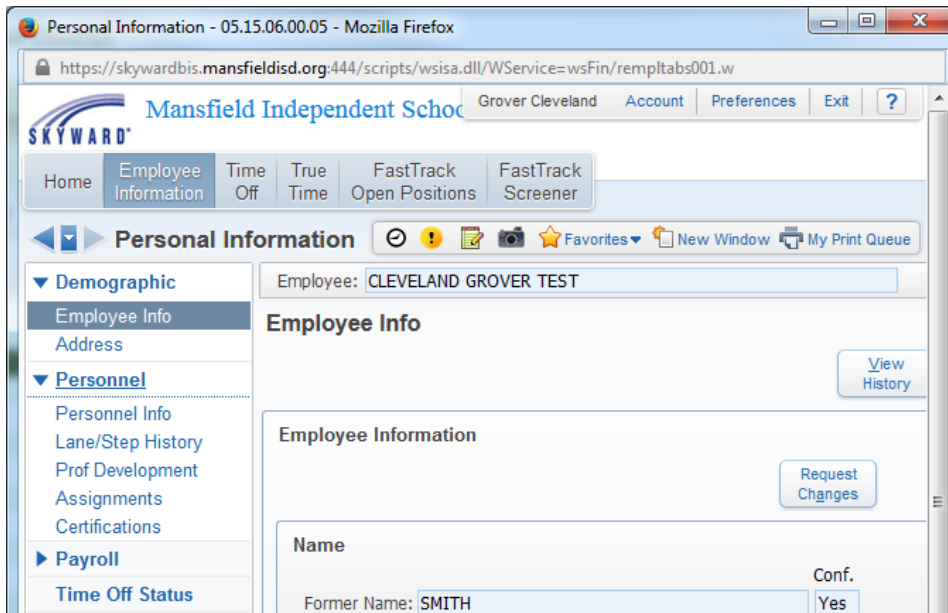 Personal Information - 05.15.06.00.05 - Mozilla Firefox
https://skywardbis.mansfieldisd.org:444/scripts/wsisa.dll/WService=wsFin/rempltabs001.w
SKYWARD®
Mansfield Independent Schoo
Grover Cleveland Account Preferences Exit ?
Home
Employee Information
Time Off
True Time
FastTrack Open Positions
FastTrack Screener
Personal Information
Favorites New Window My Print Queue
Demographic
Employee Info
Address
Personnel
Personnel Info
Lane/Step History
Prof Development
Assignments
Certifications
Payroll
Time Off Status
Employee: CLEVELAND GROVER TEST
Employee Info
View
History
Employee Information
Request
Changes
Name
Conf.
Former Name: SMITH Yes